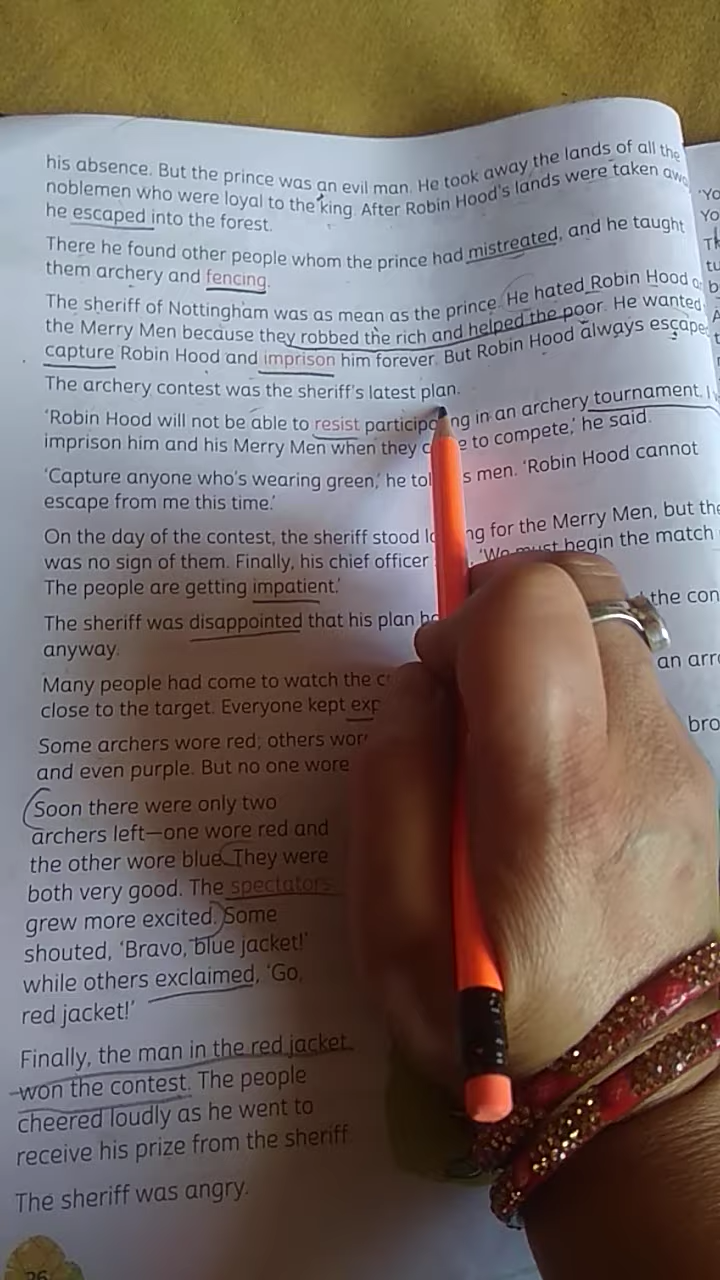 his absence. But the prince was an evil man. He took away the lands of all the
noblemen who were loyal to the king. After Robin Hood's lands were taken
he escaped into the forest.
There he found other people whom the prince had mistreated, and he taught
them archery and fencing.
The sheriff of Nottingham was as mean as the prince. He hated Robin Hood
the Merry Men because they robbed the rich and helped the poor. He wanted
capture Robin Hood and imprison him forever. But Robin Hood always
The archery contest was the sheriff's latest plan.
'Robin Hood will not be able to resist in an archery tournament.
imprison him and his Merry Men when they to compete,' he said.
'Capture anyone who's wearing green,' he men. 'Robin Hood cannot
escape from me this time.'
On the day of the contest, the sheriff stood for the Merry Men, but
was no sign of them. Finally, his chief officer 'We must begin the match
The people are getting impatient.'
The sheriff was disappointed that his plan the
anyway.
Many people had come to watch the an
close to the target. Everyone kept
Some archers wore red; others
and even purple. But no one wore
Soon there were only two
archers left—one wore red and
the other wore blue. They were
both very good. The spectators
grew more excited. Some
shouted, 'Bravo, blue jacket!'
while others exclaimed, 'Go,
red jacket!'
Finally, the man in the red jacket
won the contest. The people
cheered loudly as he went to
receive his prize from the sheriff
The sheriff was angry.
26